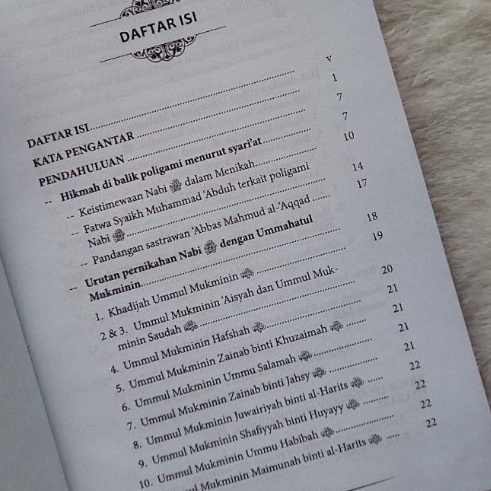 DAFTAR ISI
DAFTAR ISI.......... v
KATA PENGANTAR .......... 1
PENDAHULUAN .......... 7
-- Hikmah di balik poligami menurut syari'at.......... 7
-- Keistimewaan Nabi ﷺ dalam Menikah.......... 10
-- Fatwa Syaikh Muhammad 'Abduh terkait poligami
Nabi ﷺ .......... 14
-- Pandangan sastrawan 'Abbas Mahmud al-'Aqqad ..... 17
-- Urutan pernikahan Nabi ﷺ dengan Ummahatul
Mukminin.......... 18
1. Khadijah Ummul Mukminin .......... 19
2 & 3. Ummul Mukminin 'Aisyah dan Ummul Muk-
minin Saudah .......... 20
4. Ummul Mukminin Hafshah .......... 21
5. Ummul Mukminin Zainab binti Khuzaimah .......... 21
6. Ummul Mukminin Ummu Salamah .......... 21
7. Ummul Mukminin Zainab binti Jahsy .......... 21
8. Ummul Mukminin Juwairiyah binti al-Harits ..... 22
9. Ummul Mukminin Shafiyyah binti Huyayy ..... 22
10. Ummul Mukminin Ummu Habibah .......... 22
Mukminin Maimunah binti al-Harits ..... 22